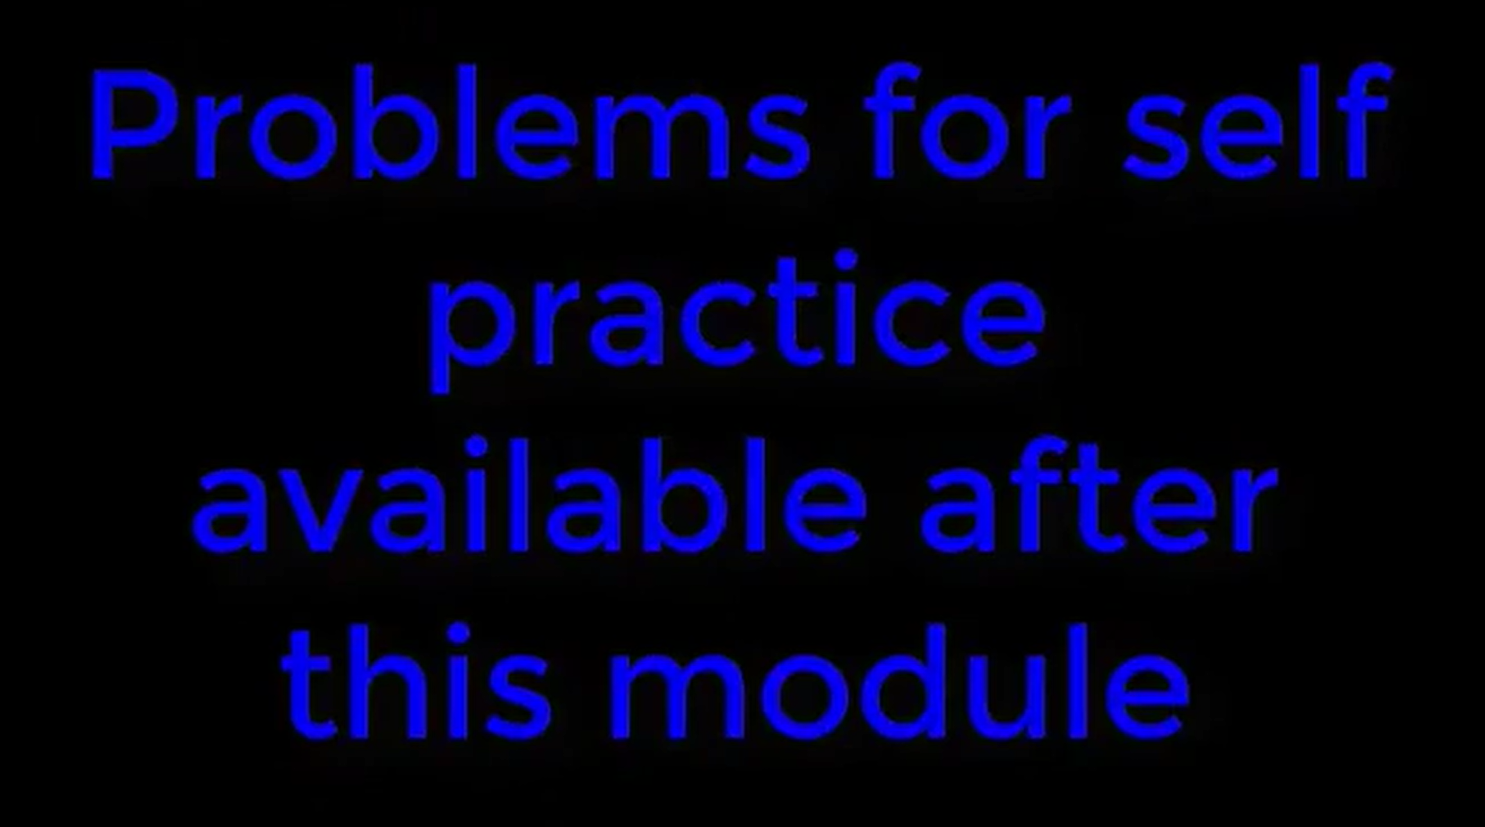 Problems for self
practice
available after
this module